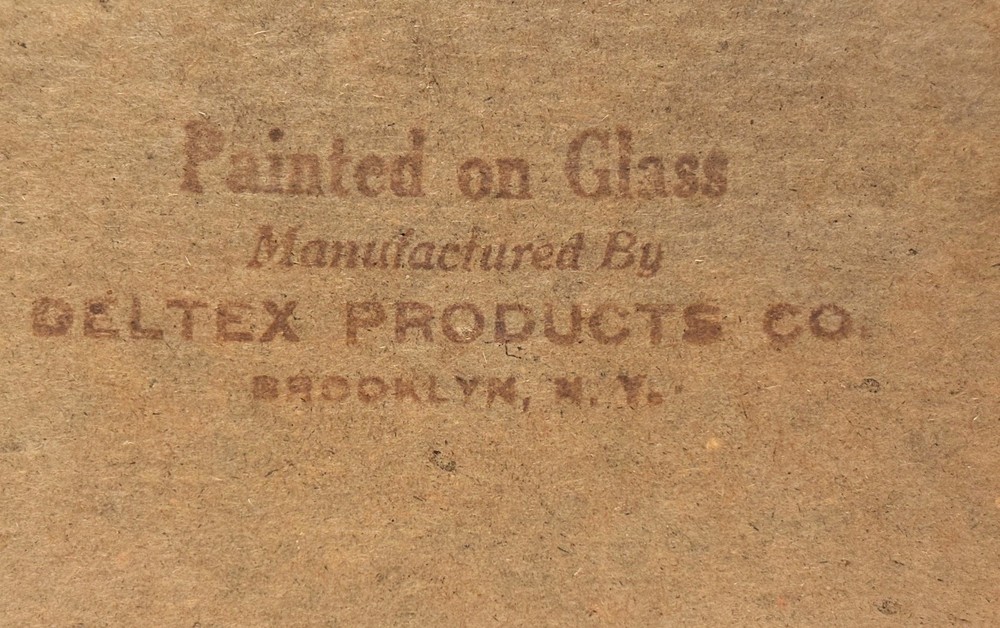 Painted on Glass
Manufactured By
DELTEX PRODUCTS CO.
BROOKLYN, N. Y.